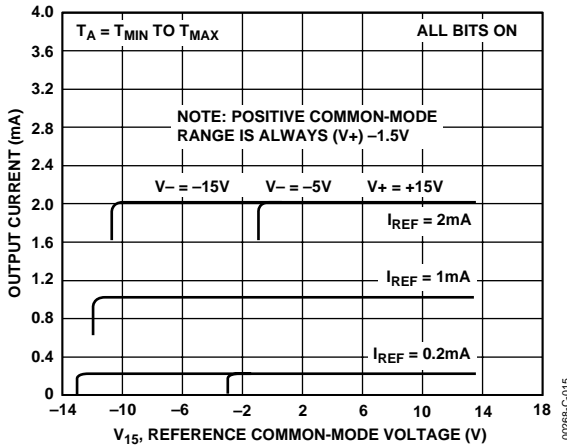 4.0
3.6
3.2
2.8
2.4
2.0
1.6
1.2
0.8
0.4
0
OUTPUT CURRENT (mA)
TA = TMIN TO TMAX
ALL BITS ON
NOTE: POSITIVE COMMON-MODE
RANGE IS ALWAYS (V+) –1.5V
V– = –15V
V– = –5V
V+ = +15V
IREF = 2mA
IREF = 1mA
IREF = 0.2mA
–14
–10
–6
–2
2
6
10
14
18
V15, REFERENCE COMMON-MODE VOLTAGE (V)
00268-C-015